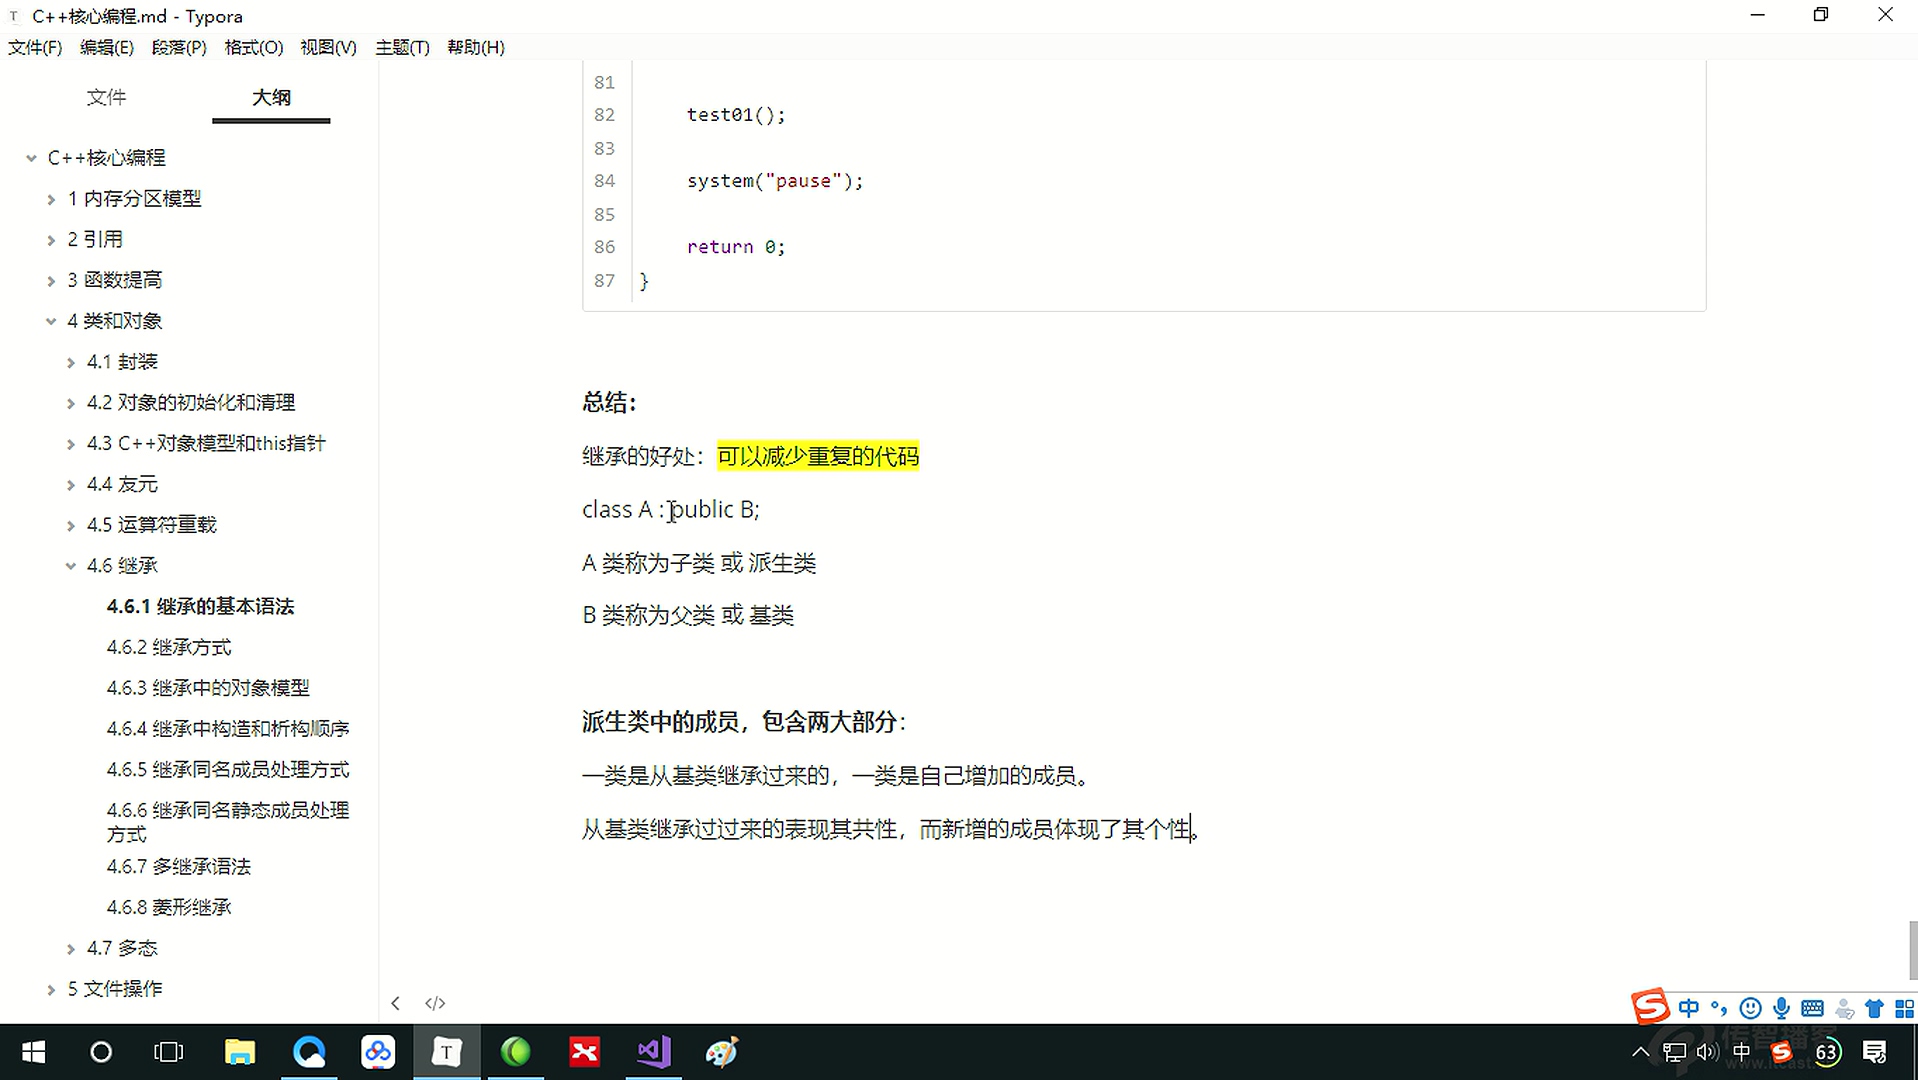 C++核心编程.md - Typora
文件(F) 编辑(E) 段落(P) 格式(O) 视图(V) 主题(T) 帮助(H)
文件 大纲
C++核心编程
1 内存分区模型
2 引用
3 函数提高
4 类和对象
4.1 封装
4.2 对象的初始化和清理
4.3 C++对象模型和this指针
4.4 友元
4.5 运算符重载
4.6 继承
4.6.1 继承的基本语法
4.6.2 继承方式
4.6.3 继承中的对象模型
4.6.4 继承中构造和析构顺序
4.6.5 继承同名成员处理方式
4.6.6 继承同名静态成员处理
方式
4.6.7 多继承语法
4.6.8 菱形继承
4.7 多态
5 文件操作
81
82 test01();
83
84 system("pause");
85
86 return 0;
87 }
总结：
继承的好处：可以减少重复的代码
class A : public B;
A 类称为子类 或 派生类
B 类称为父类 或 基类
派生类中的成员，包含两大部分：
一类是从基类继承过来的，一类是自己增加的成员。
从基类继承过过来的表现其共性，而新增的成员体现了其个性。
中
中
63
传智播客
www.itcast.